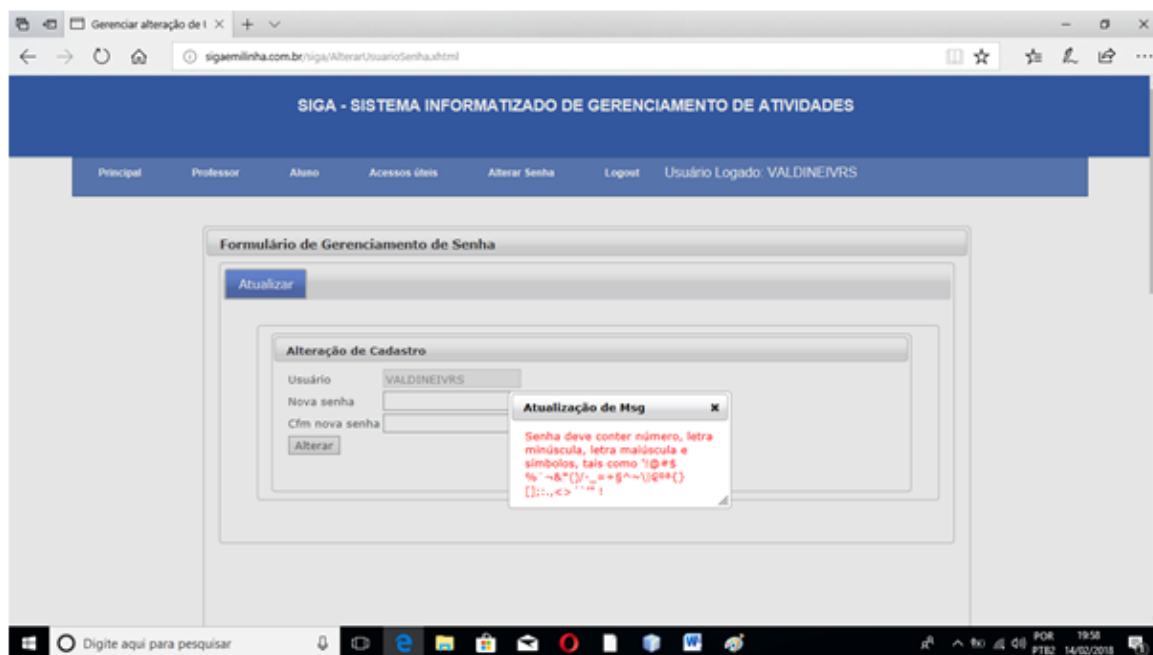 Gerenciar alteração de U
sigaemilinha.com.br/siga/AlterarUsuarioSenha.xhtml
SIGA - SISTEMA INFORMATIZADO DE GERENCIAMENTO DE ATIVIDADES
Principal Professor Aluno Acessos úteis Alterar Senha Logout Usuário Logado: VALDINEIVRS
Formulário de Gerenciamento de Senha
Atualizar
Alteração de Cadastro
Usuário VALDINEIVRS
Nova senha
Cfm nova senha
Alterar
Atualização de Msg
Senha deve conter número, letra
minúscula, letra maiúscula e
símbolos, tais como '!@#$
Digite aqui para pesquisar
POR 19:58
PTB2 14/02/2018